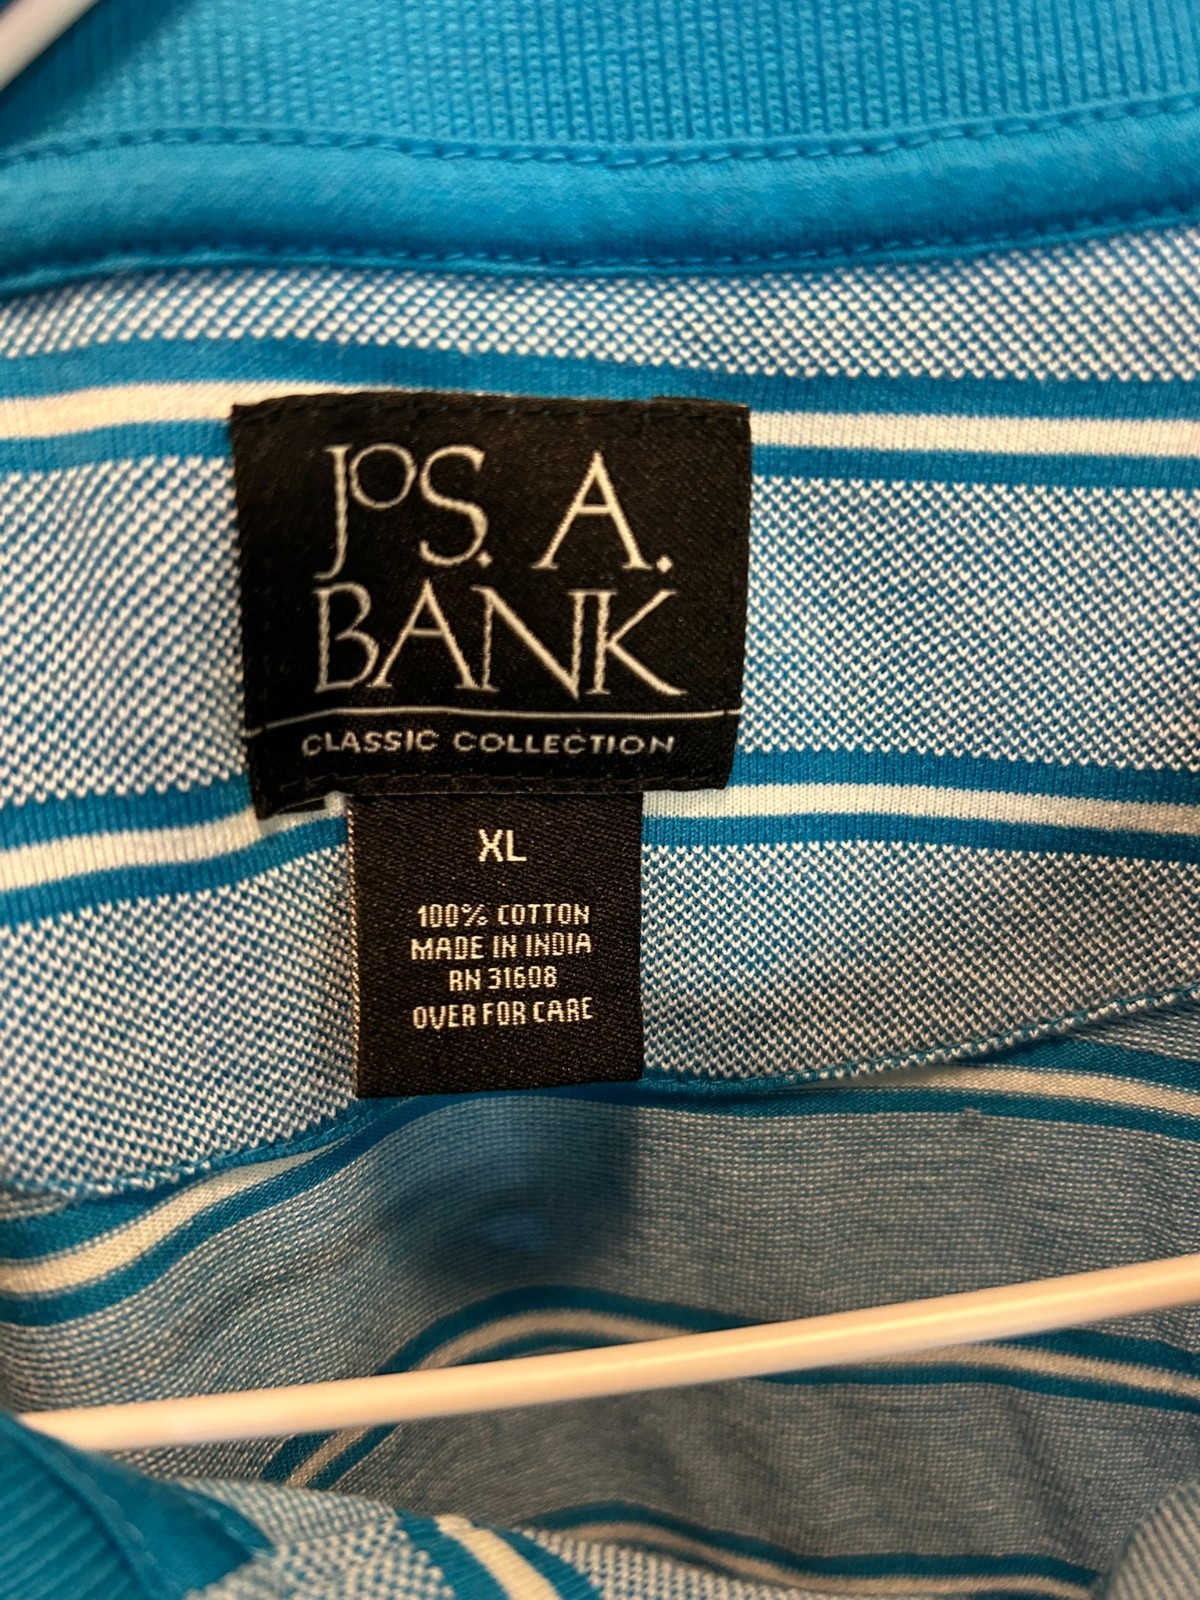 JOS. A.
BANK
CLASSIC COLLECTION
XL
100% COTTON
MADE IN INDIA
RN 31608
OVER FOR CARE